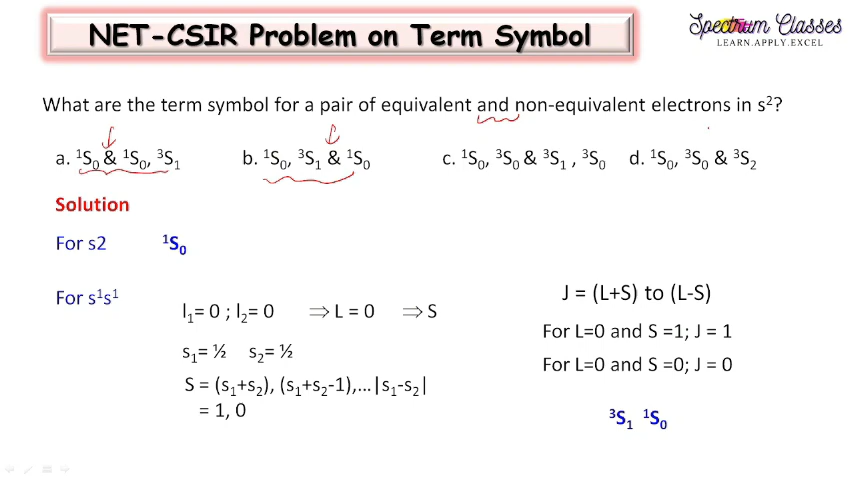 NET-CSIR Problem on Term Symbol
Spectrum Classes
LEARN.APPLY.EXCEL
What are the term symbol for a pair of equivalent and non-equivalent electrons in s²?
a. ¹S₀ & ¹S₀, ³S₁ b. ¹S₀, ³S₁ & ¹S₀ c. ¹S₀, ³S₀ & ³S₁ , ³S₀ d. ¹S₀, ³S₀ & ³S₂
Solution
For s2 ¹S₀
For s¹s¹
l₁= 0 ; l₂= 0 ⇒ L = 0 ⇒ S
s₁= ½ s₂= ½
S = (s₁+s₂), (s₁+s₂-1),...|s₁-s₂|
= 1, 0
J = (L+S) to (L-S)
For L=0 and S =1; J = 1
For L=0 and S =0; J = 0
³S₁ ¹S₀